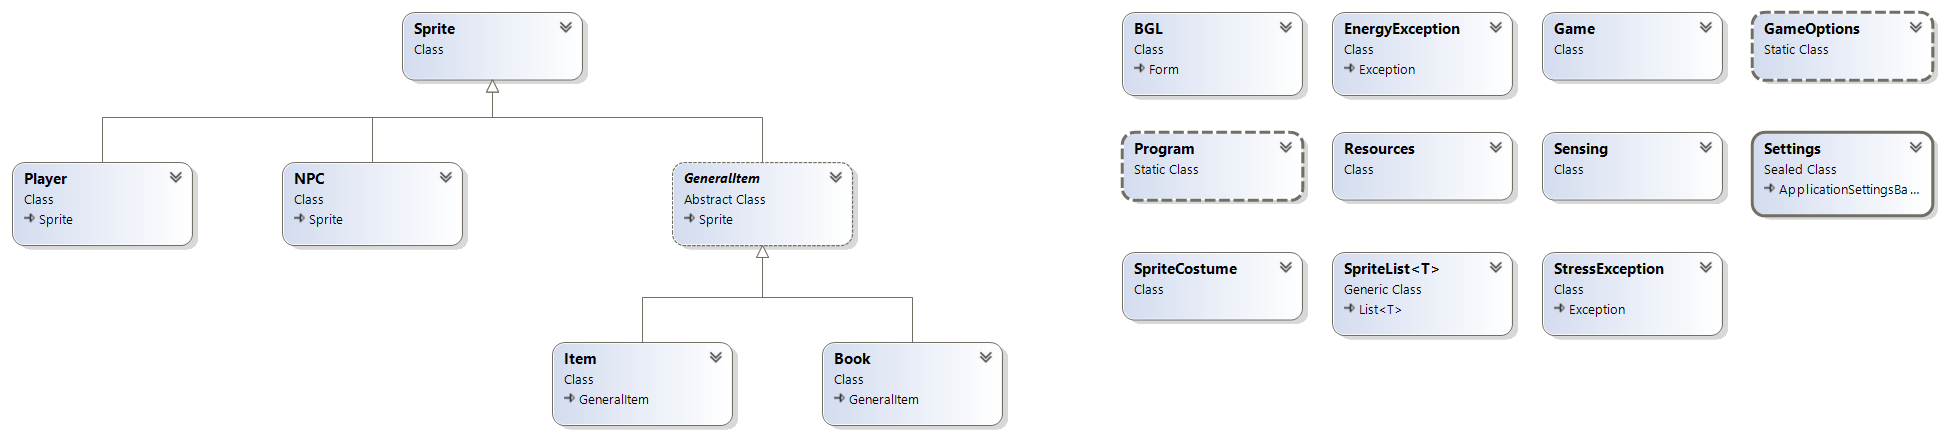 Sprite
Class
Player
Class
Sprite
NPC
Class
Sprite
GeneralItem
Abstract Class
Sprite
Item
Class
GeneralItem
Book
Class
GeneralItem
BGL
Class
Form
EnergyException
Class
Exception
Game
Class
GameOptions
Static Class
Program
Static Class
Resources
Class
Sensing
Class
Settings
Sealed Class
ApplicationSettingsBa...
SpriteCostume
Class
SpriteList<T>
Generic Class
List<T>
StressException
Class
Exception